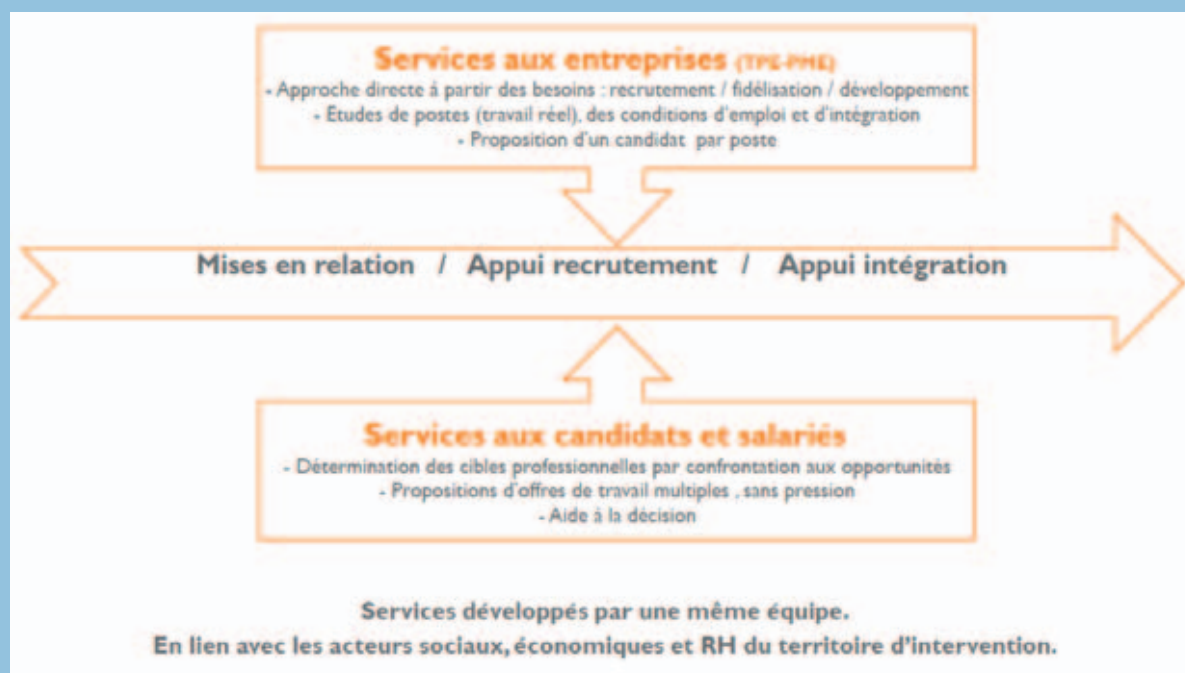 Services aux entreprises (TPE-PME)
- Approche directe á partir des besoins : recrutement / fidélisation / développement
- Etudes de postes (travail réel), des conditions d'emploi et d'intégration
- Proposition d'un candidat par poste
Mises en relation / Appui recrutement / Appui intégration
Services aux candidats et salariés
- Détermination des cibles professionnelles par confrontation aux opportunités
- Propositions d'offres de travail multiples , sans pression
- Aide à la décision
Services développés par une même équipe.
En lien avec les acteurs sociaux, économiques et RH du territoire d'intervention.